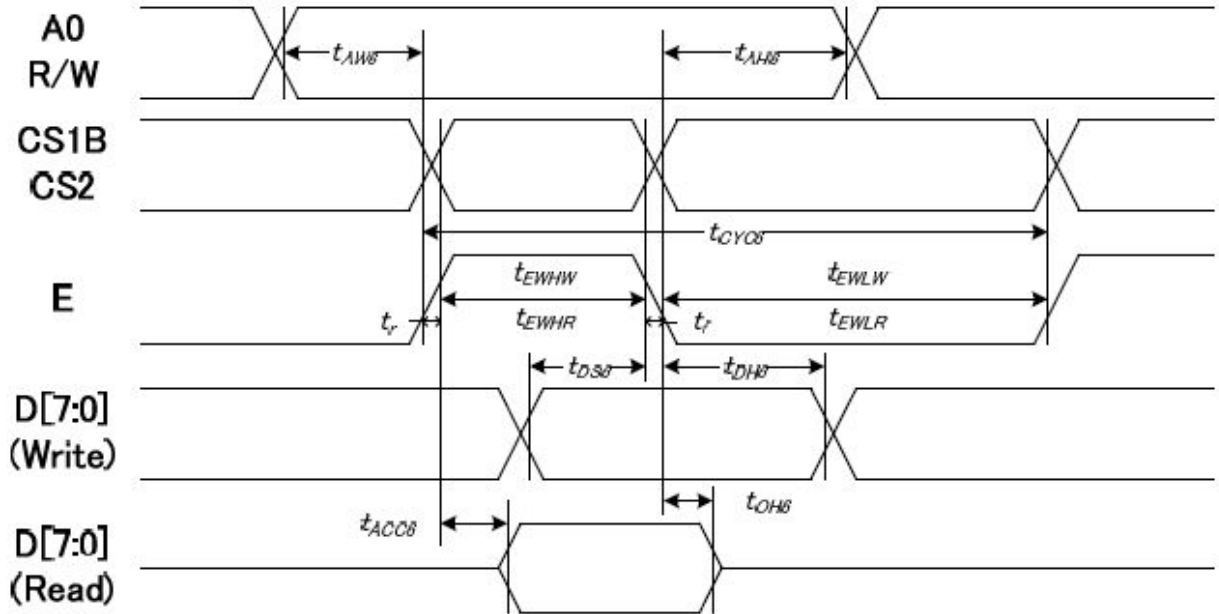 A0
R/W
tAW6
tAH6
CS1B
CS2
tCYC6
E
tEWHW
tEWLW
tr
tEWHR
tf
tEWLR
tDS6
tDH6
D[7:0]
(Write)
tACC6
tOH6
D[7:0]
(Read)